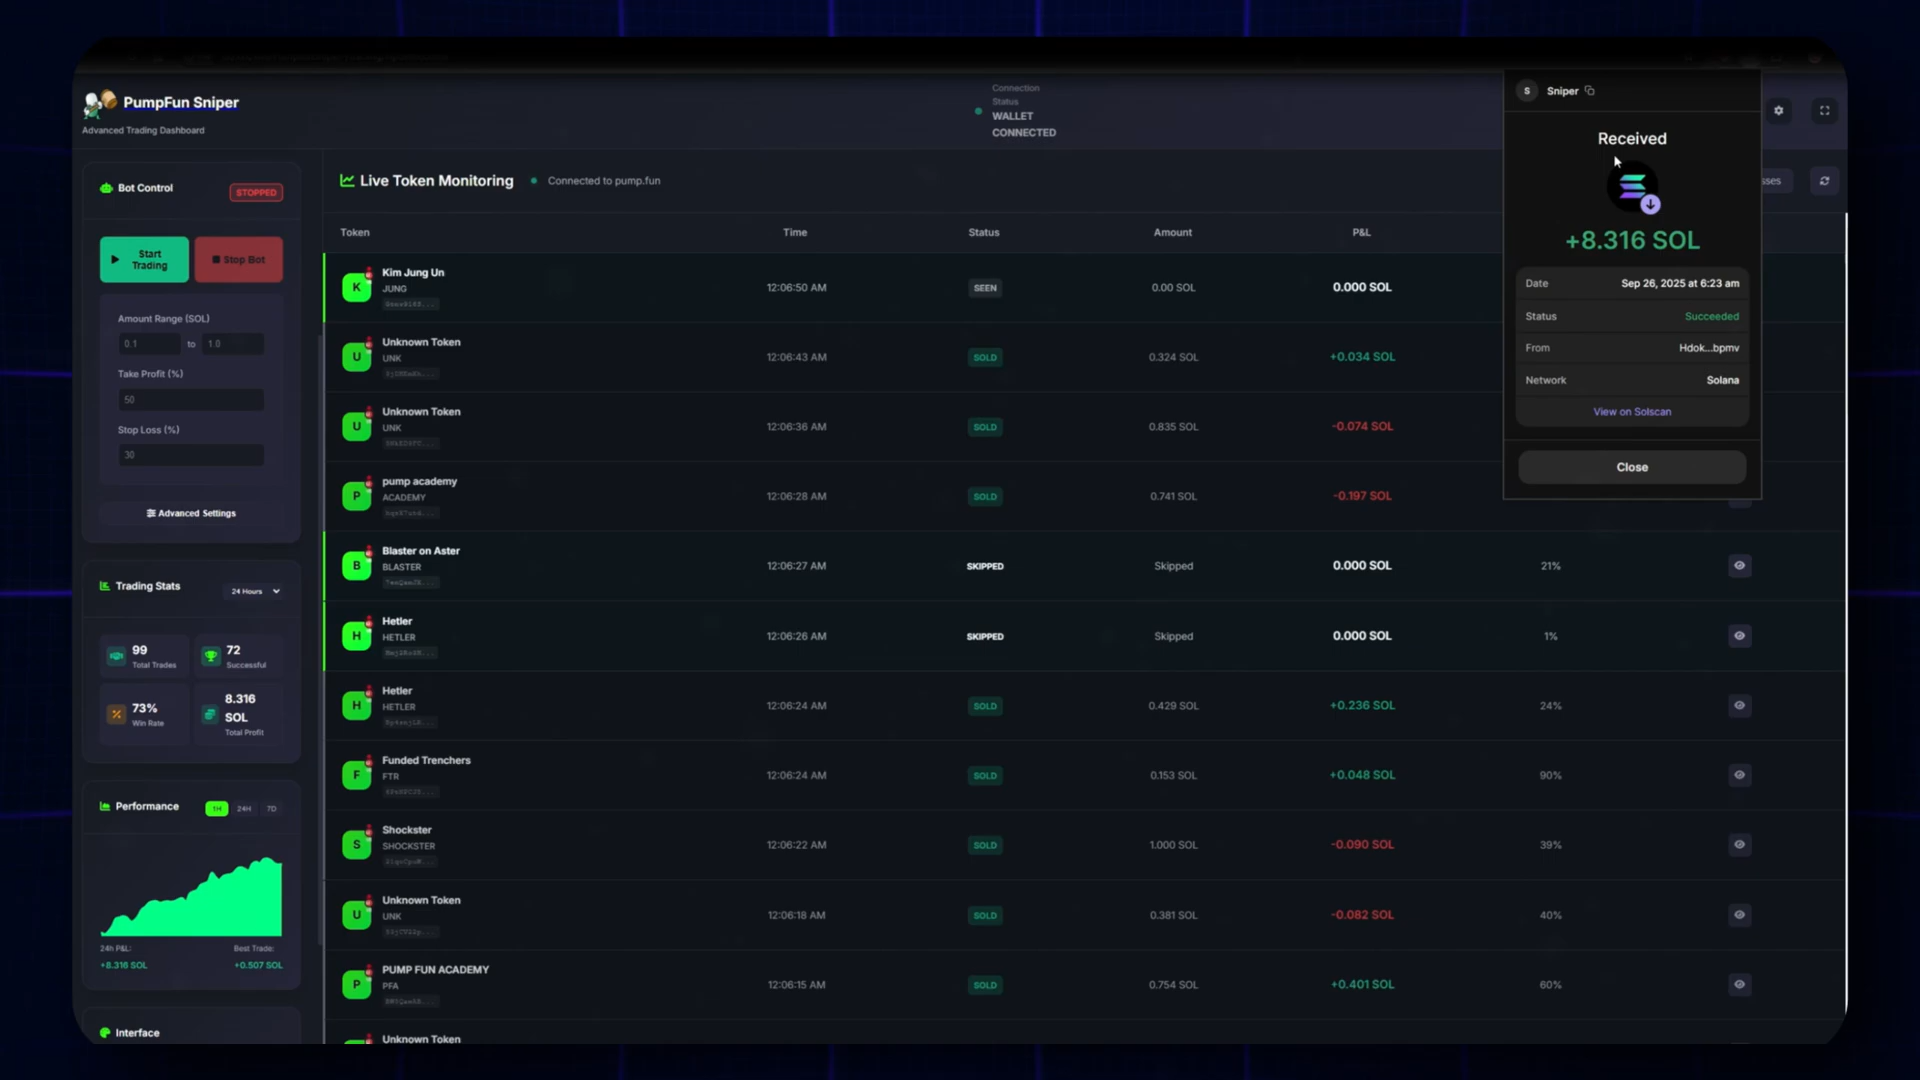 PumpFun Sniper
Advanced Trading Dashboard
Connection
Status
WALLET
CONNECTED
S Sniper
Received
+8.316 SOL
Date Sep 26, 2025 at 6:23 am
Status Succeeded
From Hdok...bpmv
Network Solana
View on Solscan
Close
Bot Control STOPPED
Start
Trading
Stop Bot
Amount Range (SOL)
0.1 to 1.0
Take Profit (%)
50
Stop Loss (%)
30
Advanced Settings
Trading Stats 24 Hours
99 Total Trades
72 Successful
73% Win Rate
8.316
SOL
Total Profit
Performance 1H 24H 7D
24h P&L: Best Trade:
+8.316 SOL +0.507 SOL
Interface
Live Token Monitoring Connected to pump.fun
Token Time Status Amount P&L
K Kim Jung Un 12:06:50 AM SEEN 0.00 SOL 0.000 SOL
JUNG
U Unknown Token 12:06:43 AM SOLD 0.324 SOL +0.034 SOL
UNK
U Unknown Token 12:06:36 AM SOLD 0.835 SOL -0.074 SOL
UNK
P pump academy 12:06:28 AM SOLD 0.741 SOL -0.197 SOL
ACADEMY
B Blaster on Aster 12:06:27 AM SKIPPED Skipped 0.000 SOL 21%
BLASTER
H Hetler 12:06:26 AM SKIPPED Skipped 0.000 SOL 1%
HETLER
H Hetler 12:06:24 AM SOLD 0.429 SOL +0.236 SOL 24%
HETLER
F Funded Trenchers 12:06:24 AM SOLD 0.153 SOL +0.048 SOL 90%
FTR
S Shockster 12:06:22 AM SOLD 1.000 SOL -0.090 SOL 39%
SHOCKSTER
U Unknown Token 12:06:18 AM SOLD 0.381 SOL -0.082 SOL 40%
UNK
P PUMP FUN ACADEMY 12:06:15 AM SOLD 0.754 SOL +0.401 SOL 60%
PFA
Unknown Token